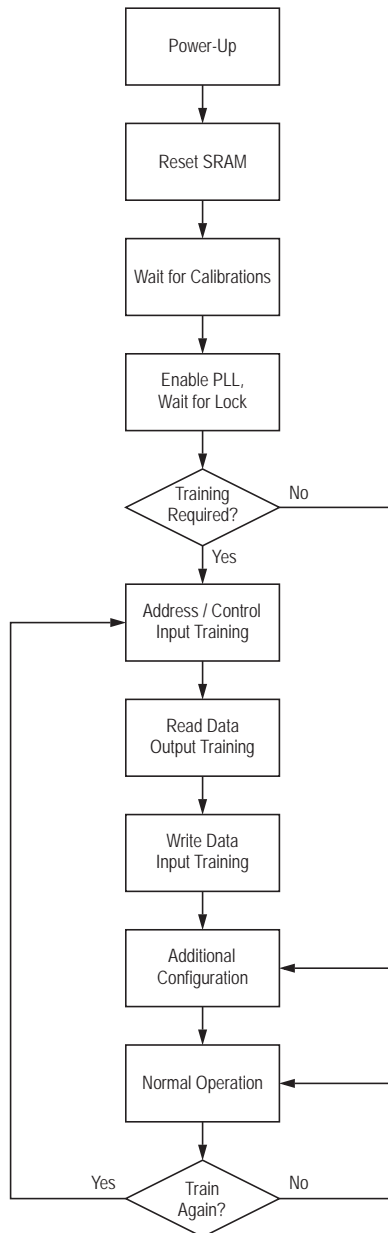 Power-Up
Reset SRAM
Wait for Calibrations
Enable PLL,
Wait for Lock
Training
Required?
No
Yes
Address / Control
Input Training
Read Data
Output Training
Write Data
Input Training
Additional
Configuration
Normal Operation
Yes
Train
Again?
No